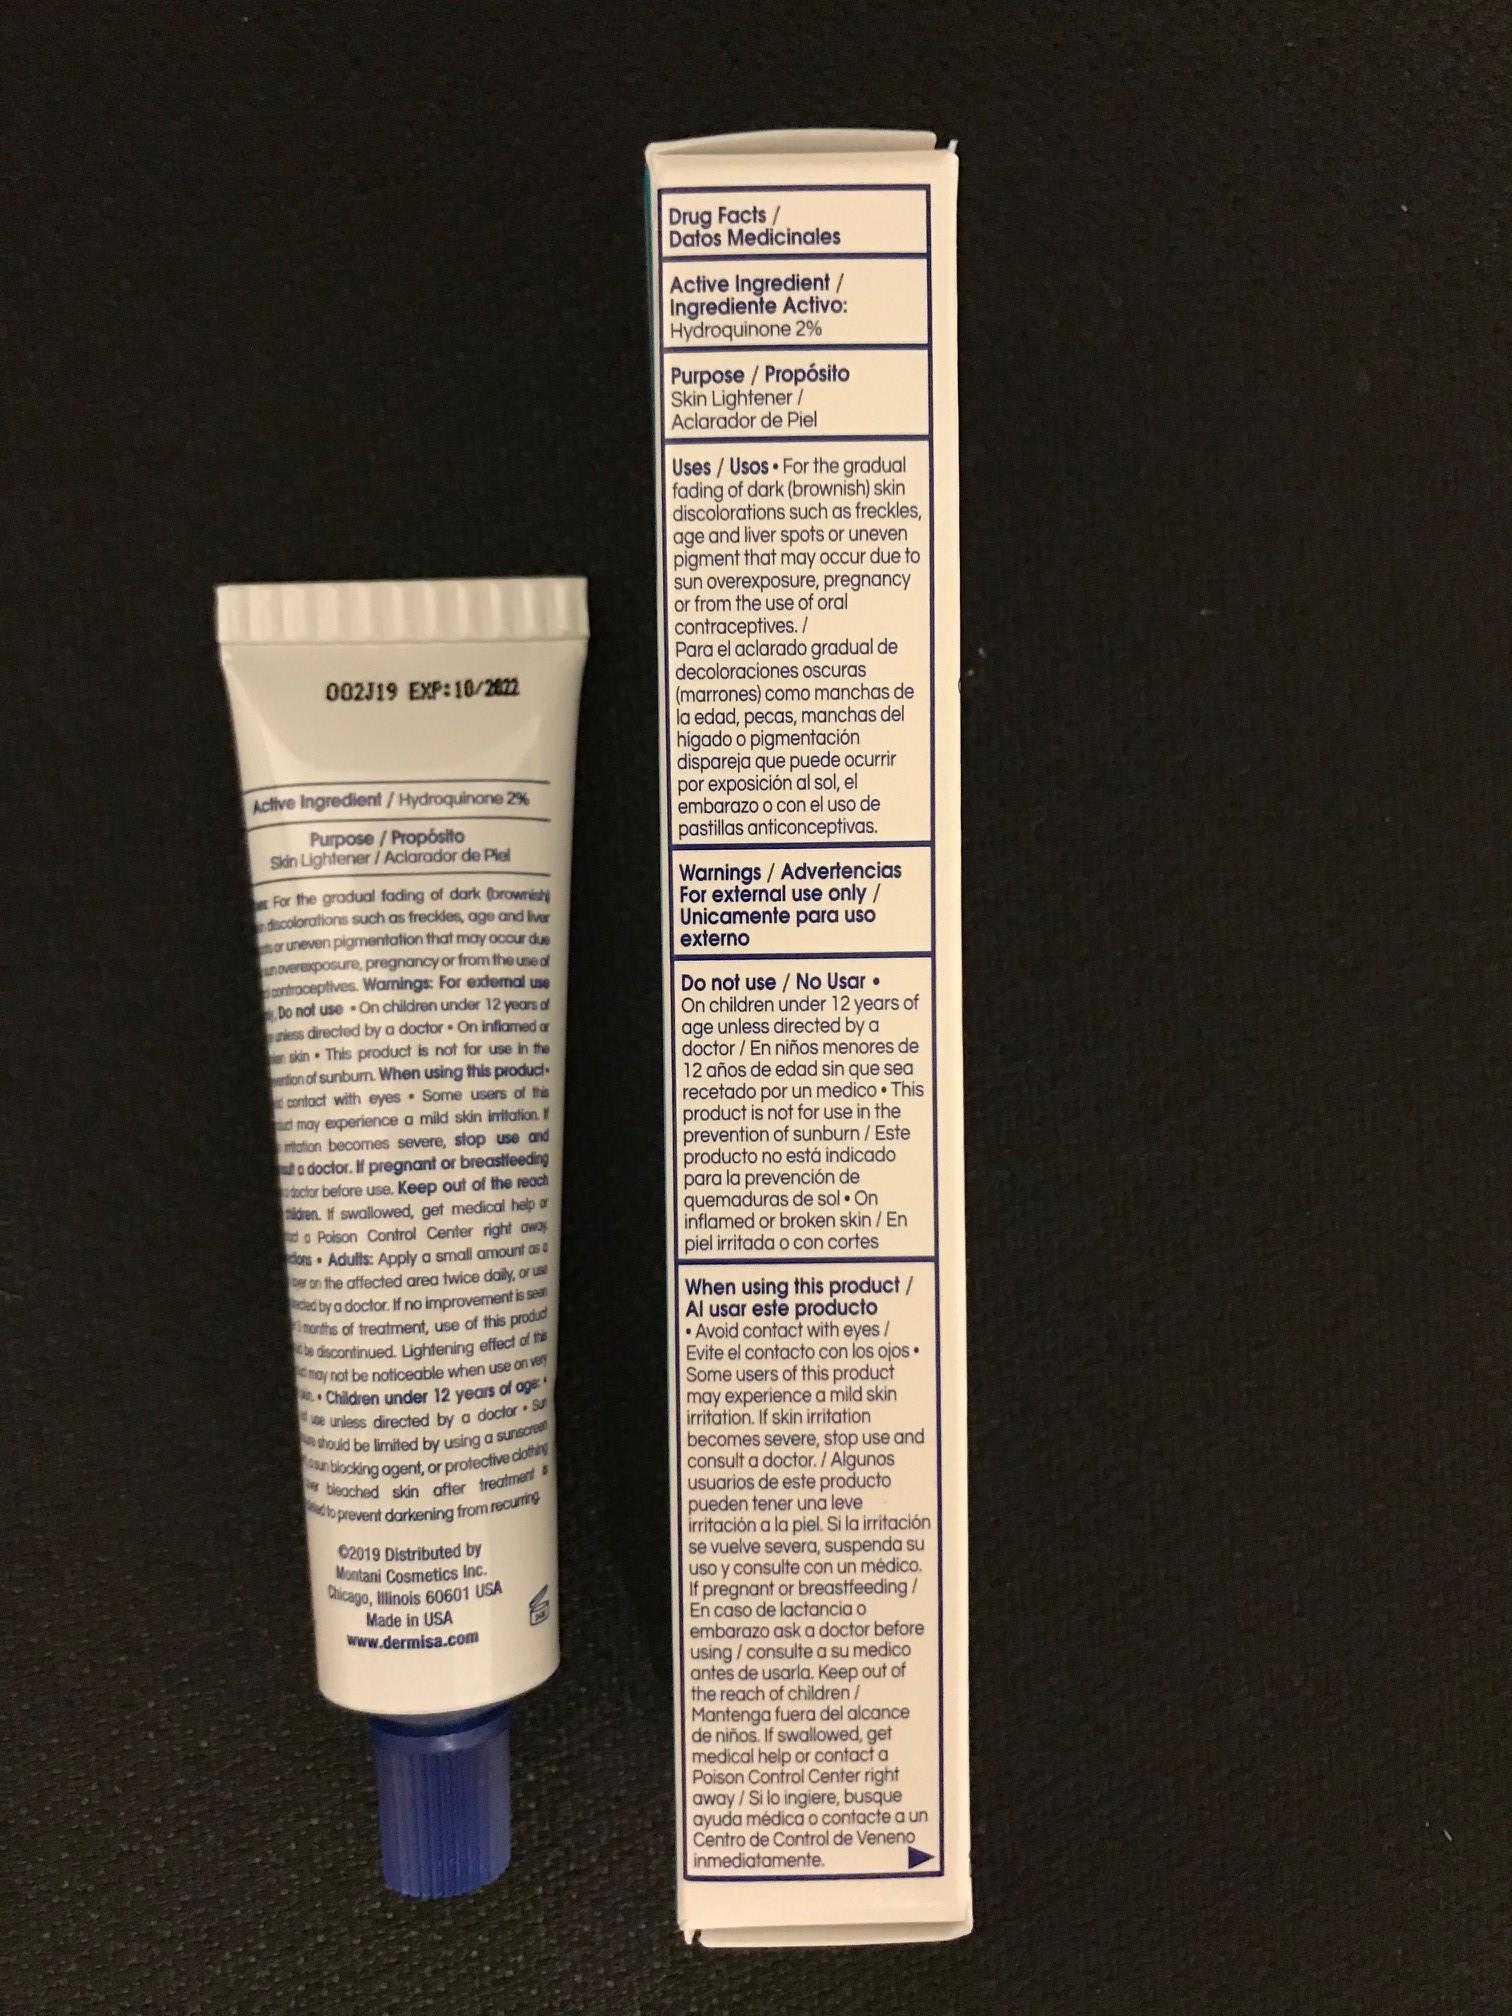 002J19 EXP:10/2022
Active Ingredient / Hydroquinone 2%
Purpose / Propósito
Skin Lightener / Aclarador de Piel
For the gradual fading of dark (brownish)
discolorations such as freckles, age and liver
or uneven pigmentation that may occur due
overexposure, pregnancy or from the use of
contraceptives. Warnings: For external use
Do not use • On children under 12 years of
unless directed by a doctor • On inflamed or
skin • This product is not for use in the
of sunburn. When using this product•
contact with eyes • Some users of this
may experience a mild skin irritation. If
irritation becomes severe, stop use and
a doctor. If pregnant or breastfeeding
doctor before use. Keep out of the reach
children. If swallowed, get medical help or
a Poison Control Center right away.
• Adults: Apply a small amount as a
on the affected area twice daily, or use
by a doctor. If no improvement is seen
3 months of treatment, use of this product
be discontinued. Lightening effect of this
may not be noticeable when use on very
• Children under 12 years of age: •
use unless directed by a doctor • Sun
should be limited by using a sunscreen
a sun blocking agent, or protective clothing
bleached skin after treatment is
to prevent darkening from recurring.
©2019 Distributed by
Montani Cosmetics Inc.
Chicago, Illinois 60601 USA
Made in USA
www.dermisa.com
Drug Facts /
Datos Medicinales
Active Ingredient /
Ingrediente Activo:
Hydroquinone 2%
Purpose / Propósito
Skin Lightener /
Aclarador de Piel
Uses / Usos • For the gradual
fading of dark (brownish) skin
discolorations such as freckles,
age and liver spots or uneven
pigment that may occur due to
sun overexposure, pregnancy
or from the use of oral
contraceptives. /
Para el aclarado gradual de
decoloraciones oscuras
(marrones) como manchas de
la edad, pecas, manchas del
hígado o pigmentación
dispareja que puede ocurrir
por exposición al sol, el
embarazo o con el uso de
pastillas anticonceptivas.
Warnings / Advertencias
For external use only /
Unicamente para uso
externo
Do not use / No Usar •
On children under 12 years of
age unless directed by a
doctor / En niños menores de
12 años de edad sin que sea
recetado por un medico • This
product is not for use in the
prevention of sunburn / Este
producto no está indicado
para la prevención de
quemaduras de sol • On
inflamed or broken skin / En
piel irritada o con cortes
When using this product /
Al usar este producto
• Avoid contact with eyes /
Evite el contacto con los ojos •
Some users of this product
may experience a mild skin
irritation. If skin irritation
becomes severe, stop use and
consult a doctor. / Algunos
usuarios de este producto
pueden tener una leve
irritación a la piel. Si la irritación
se vuelve severa, suspenda su
uso y consulte con un médico.
If pregnant or breastfeeding /
En caso de lactancia o
embarazo ask a doctor before
using / consulte a su medico
antes de usarla. Keep out of
the reach of children /
Mantenga fuera del alcance
de niños. If swallowed, get
medical help or contact a
Poison Control Center right
away / Si lo ingiere, busque
ayuda médica o contacte a un
Centro de Control de Veneno
inmediatamente.